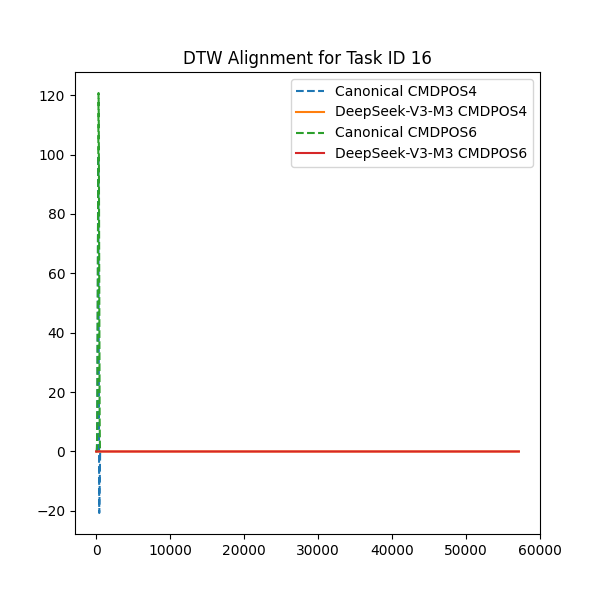 DTW Alignment for Task ID 16
Canonical CMDPOS4
DeepSeek-V3-M3 CMDPOS4
Canonical CMDPOS6
DeepSeek-V3-M3 CMDPOS6
120
100
80
60
40
20
0
−20
0 10000 20000 30000 40000 50000 60000